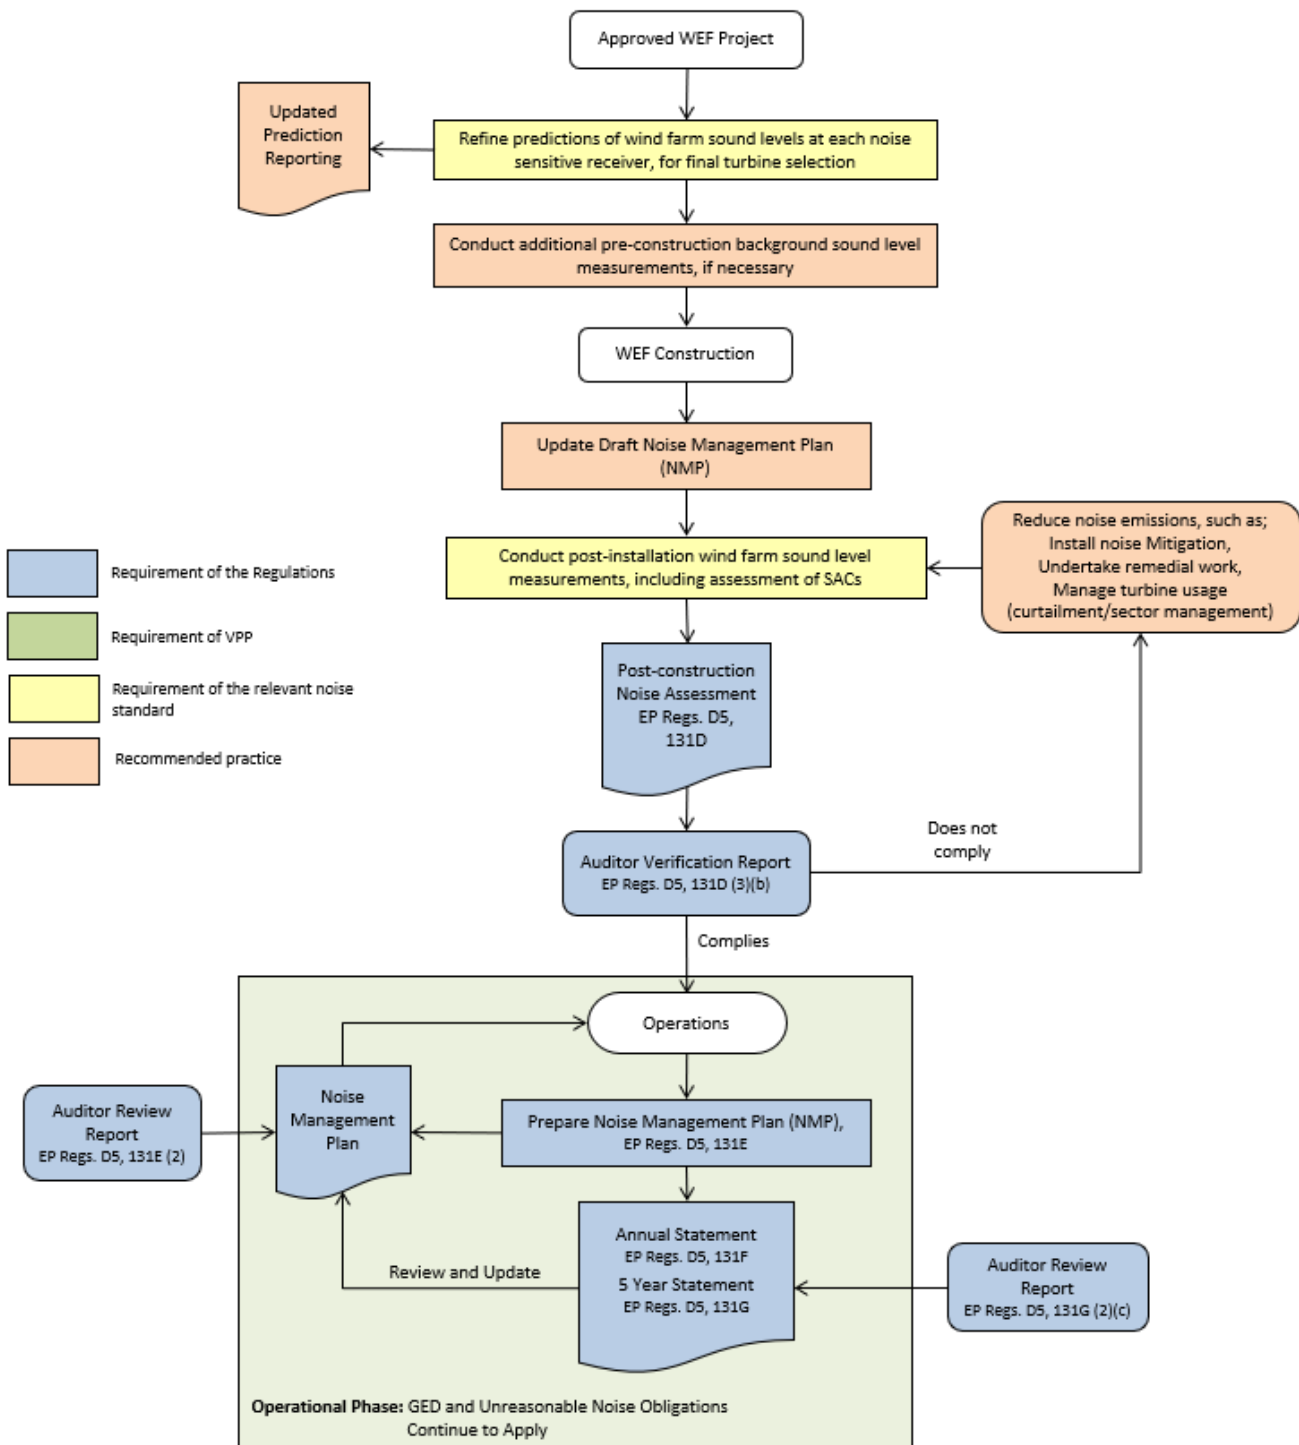 Approved WEF Project
Updated
Prediction
Reporting
Refine predictions of wind farm sound levels at each noise
sensitive receiver, for final turbine selection
Conduct additional pre-construction background sound level
measurements, if necessary
WEF Construction
Update Draft Noise Management Plan
(NMP)
Reduce noise emissions, such as;
Install noise Mitigation,
Undertake remedial work,
Manage turbine usage
(curtailment/sector management)
Conduct post-installation wind farm sound level
measurements, including assessment of SACs
Requirement of the Regulations
Requirement of VPP
Requirement of the relevant noise
standard
Recommended practice
Post-construction
Noise Assessment
EP Regs. D5,
131D
Does not
comply
Auditor Verification Report
EP Regs. D5, 131D (3)(b)
Complies
Operations
Noise
Management
Plan
Auditor Review
Report
EP Regs. D5, 131E (2)
Prepare Noise Management Plan (NMP),
EP Regs. D5, 131E
Annual Statement
EP Regs. D5, 131F
5 Year Statement
EP Regs. D5, 131G
Review and Update
Auditor Review
Report
EP Regs. D5, 131G (2)(c)
Operational Phase: GED and Unreasonable Noise Obligations
Continue to Apply